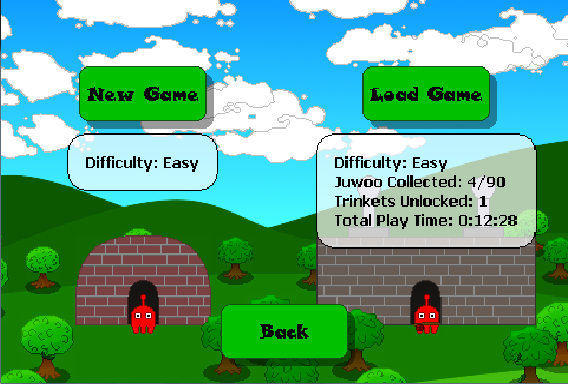 New Game
Load Game
Difficulty: Easy
Difficulty: Easy
Juwoo Collected: 4/90
Trinkets Unlocked: 1
Total Play Time: 0:12:28
Back